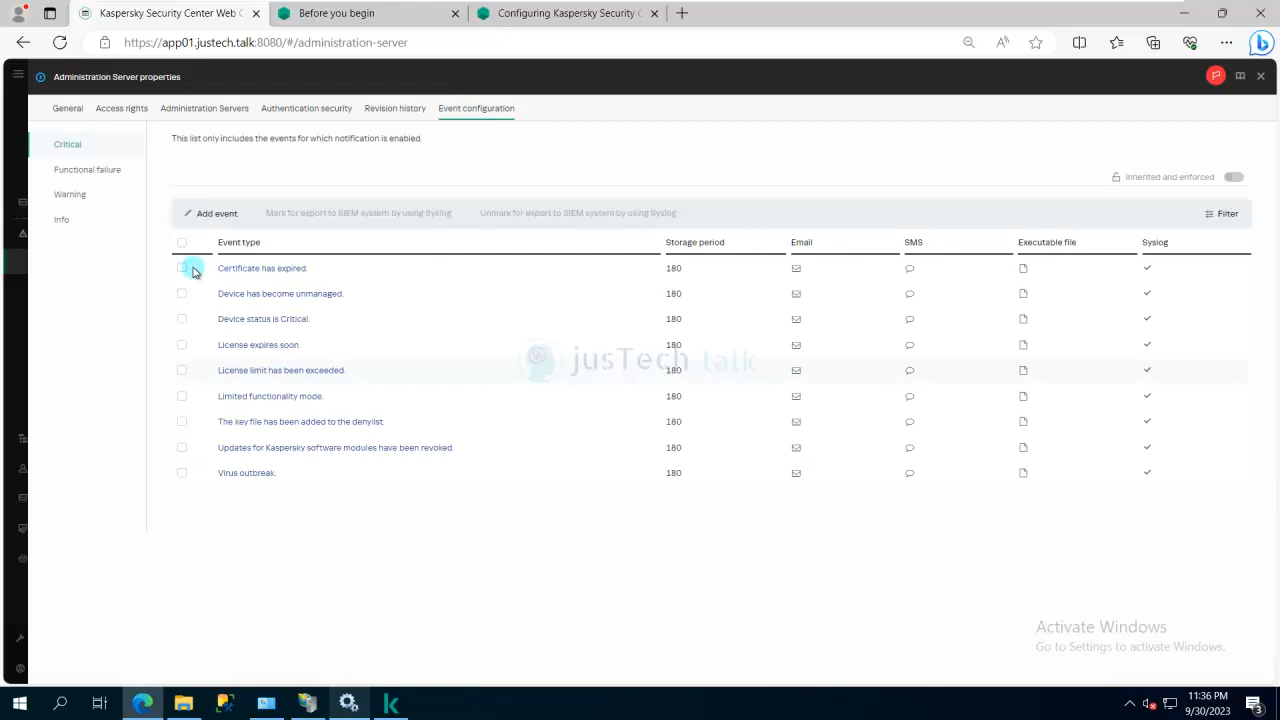 Kaspersky Security Center Web C
Before you begin
Configuring Kaspersky Security C
https://app01.justech.talk:8080/#/administration-server
Administration Server properties
General Access rights Administration Servers Authentication security Revision history Event configuration
Critical
Functional failure
Warning
Info
This list only includes the events for which notification is enabled.
Inherited and enforced
Add event Mark for export to SIEM system by using Syslog Unmark for export to SIEM system by using Syslog Filter
Event type Storage period Email SMS Executable file Syslog
Certificate has expired. 180
Device has become unmanaged. 180
Device status is Critical. 180
License expires soon. 180
License limit has been exceeded. 180
Limited functionality mode. 180
The key file has been added to the denylist. 180
Updates for Kaspersky software modules have been revoked. 180
Virus outbreak. 180
jusTech talk
Activate Windows
Go to Settings to activate Windows.
11:36 PM
9/30/2023
3